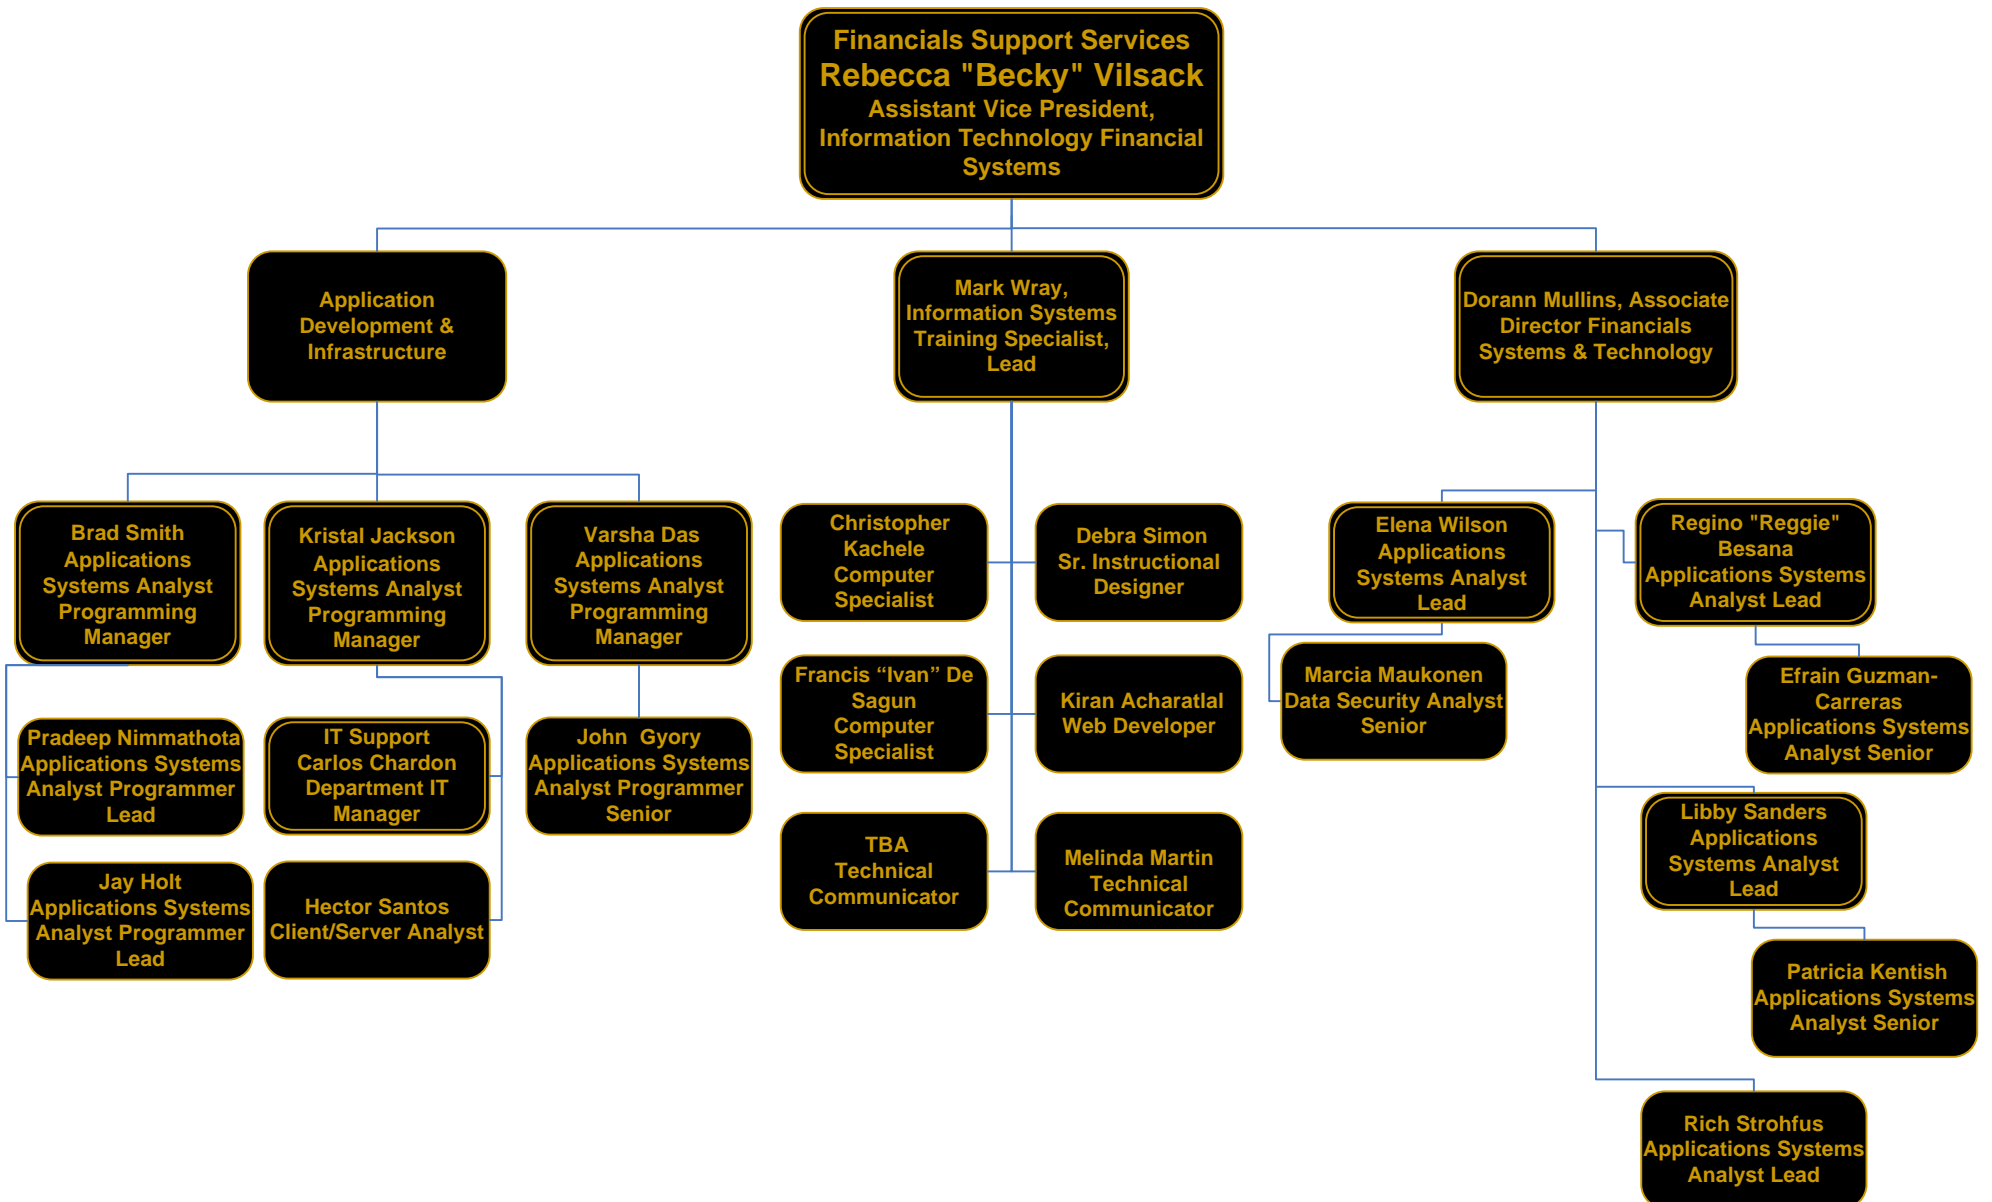 Financials Support Services
Rebecca "Becky" Vilsack
Assistant Vice President,
Information Technology Financial
Systems
Application
Development &
Infrastructure
Mark Wray,
Information Systems
Training Specialist,
Lead
Dorann Mullins, Associate
Director Financials
Systems & Technology
Brad Smith
Applications
Systems Analyst
Programming
Manager
Kristal Jackson
Applications
Systems Analyst
Programming
Manager
Varsha Das
Applications
Systems Analyst
Programming
Manager
Christopher
Kachele
Computer
Specialist
Debra Simon
Sr. Instructional
Designer
Elena Wilson
Applications
Systems Analyst
Lead
Regino "Reggie"
Besana
Applications Systems
Analyst Lead
Francis “Ivan” De
Sagun
Computer
Specialist
Kiran Acharatlal
Web Developer
Marcia Maukonen
Data Security Analyst
Senior
Efrain Guzman-
Carreras
Applications Systems
Analyst Senior
Pradeep Nimmathota
Applications Systems
Analyst Programmer
Lead
IT Support
Carlos Chardon
Department IT
Manager
John  Gyory
Applications Systems
Analyst Programmer
Senior
TBA
Technical
Communicator
Melinda Martin
Technical
Communicator
Libby Sanders
Applications
Systems Analyst
Lead
Jay Holt
Applications Systems
Analyst Programmer
Lead
Hector Santos
Client/Server Analyst
Patricia Kentish
Applications Systems
Analyst Senior
Rich Strohfus
Applications Systems
Analyst Lead